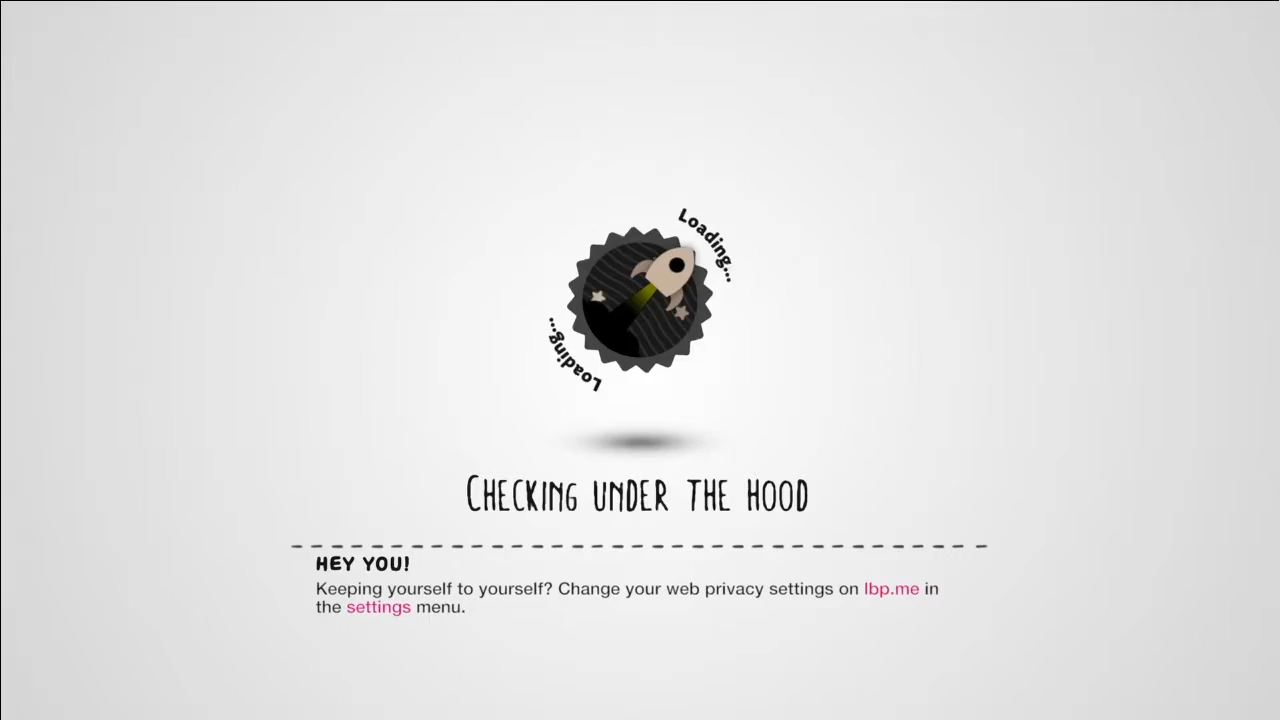 Loading...
Loading...
Checking under the hood
HEY YOU!
Keeping yourself to yourself? Change your web privacy settings on lbp.me in
the settings menu.